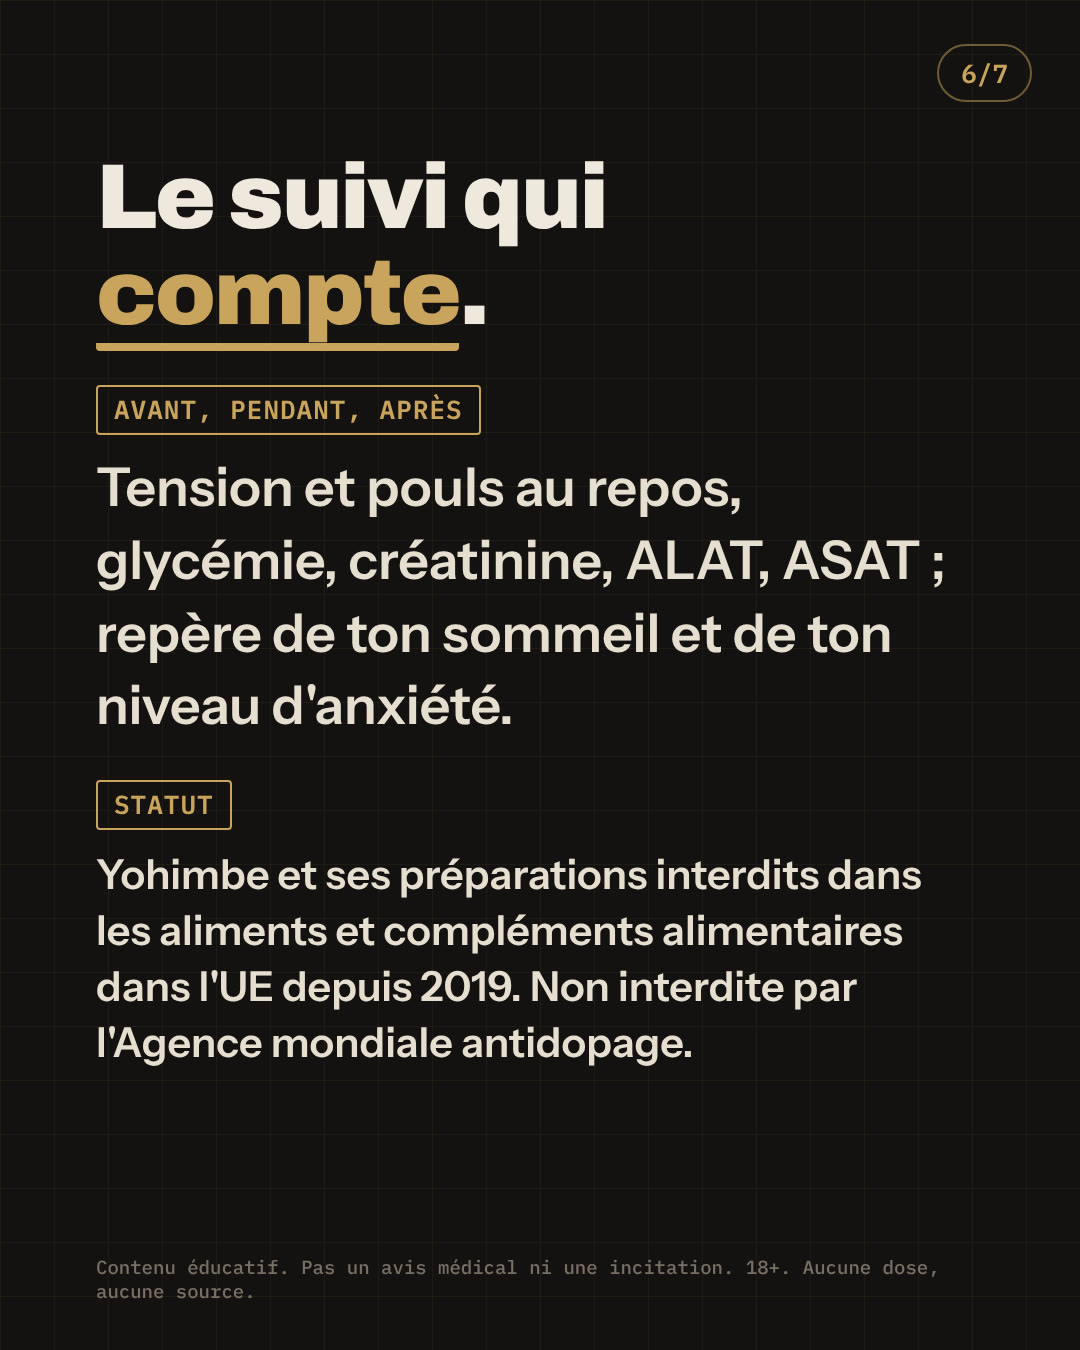 6/7
Le suivi qui
compte.
AVANT, PENDANT, APRÈS
Tension et pouls au repos,
glycémie, créatinine, ALAT, ASAT ;
repère de ton sommeil et de ton
niveau d'anxiété.
STATUT
Yohimbe et ses préparations interdits dans
les aliments et compléments alimentaires
dans l'UE depuis 2019. Non interdite par
l'Agence mondiale antidopage.
Contenu éducatif. Pas un avis médical ni une incitation. 18+. Aucune dose,
aucune source.